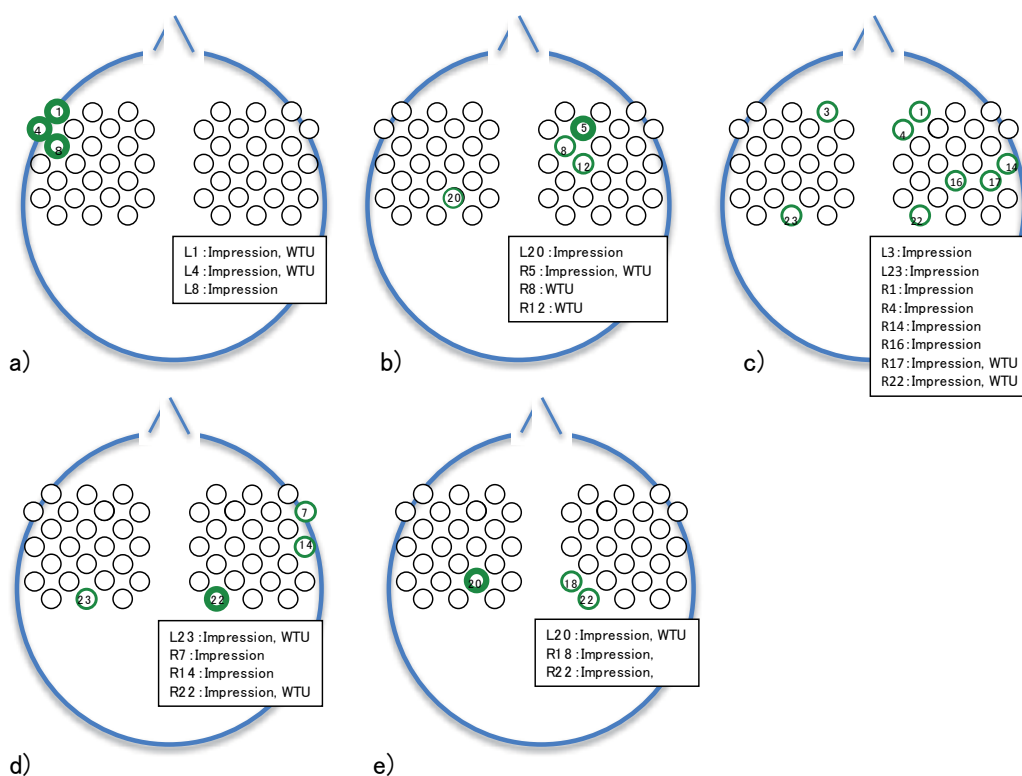 1
4
8
L1 : Impression, WTU
L4 : Impression, WTU
L8 : Impression
a)
5
8
12
20
L20 : Impression
R5 : Impression, WTU
R8 : WTU
R12 : WTU
b)
3
1
4
14
16
17
23
22
L3 : Impression
L23 : Impression
R1 : Impression
R4 : Impression
R14 : Impression
R16 : Impression
R17 : Impression, WTU
R22 : Impression, WTU
c)
7
14
23
22
L23 : Impression, WTU
R7 : Impression
R14 : Impression
R22 : Impression, WTU
d)
20
18
22
L20 : Impression, WTU
R18 : Impression,
R22 : Impression,
e)